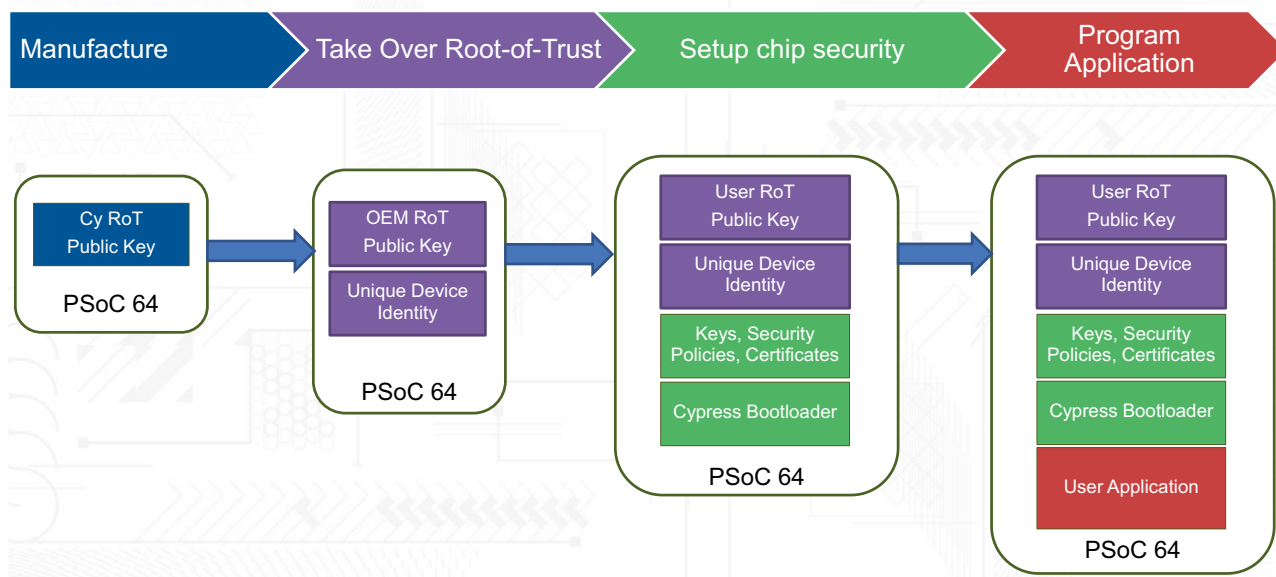 Manufacture
Take Over Root-of-Trust
Setup chip security
Program
Application
Cy RoT
Public Key
PSoC 64
OEM RoT
Public Key
Unique Device
Identity
PSoC 64
User RoT
Public Key
Unique Device
Identity
Keys, Security
Policies, Certificates
Cypress Bootloader
PSoC 64
User RoT
Public Key
Unique Device
Identity
Keys, Security
Policies, Certificates
Cypress Bootloader
User Application
PSoC 64